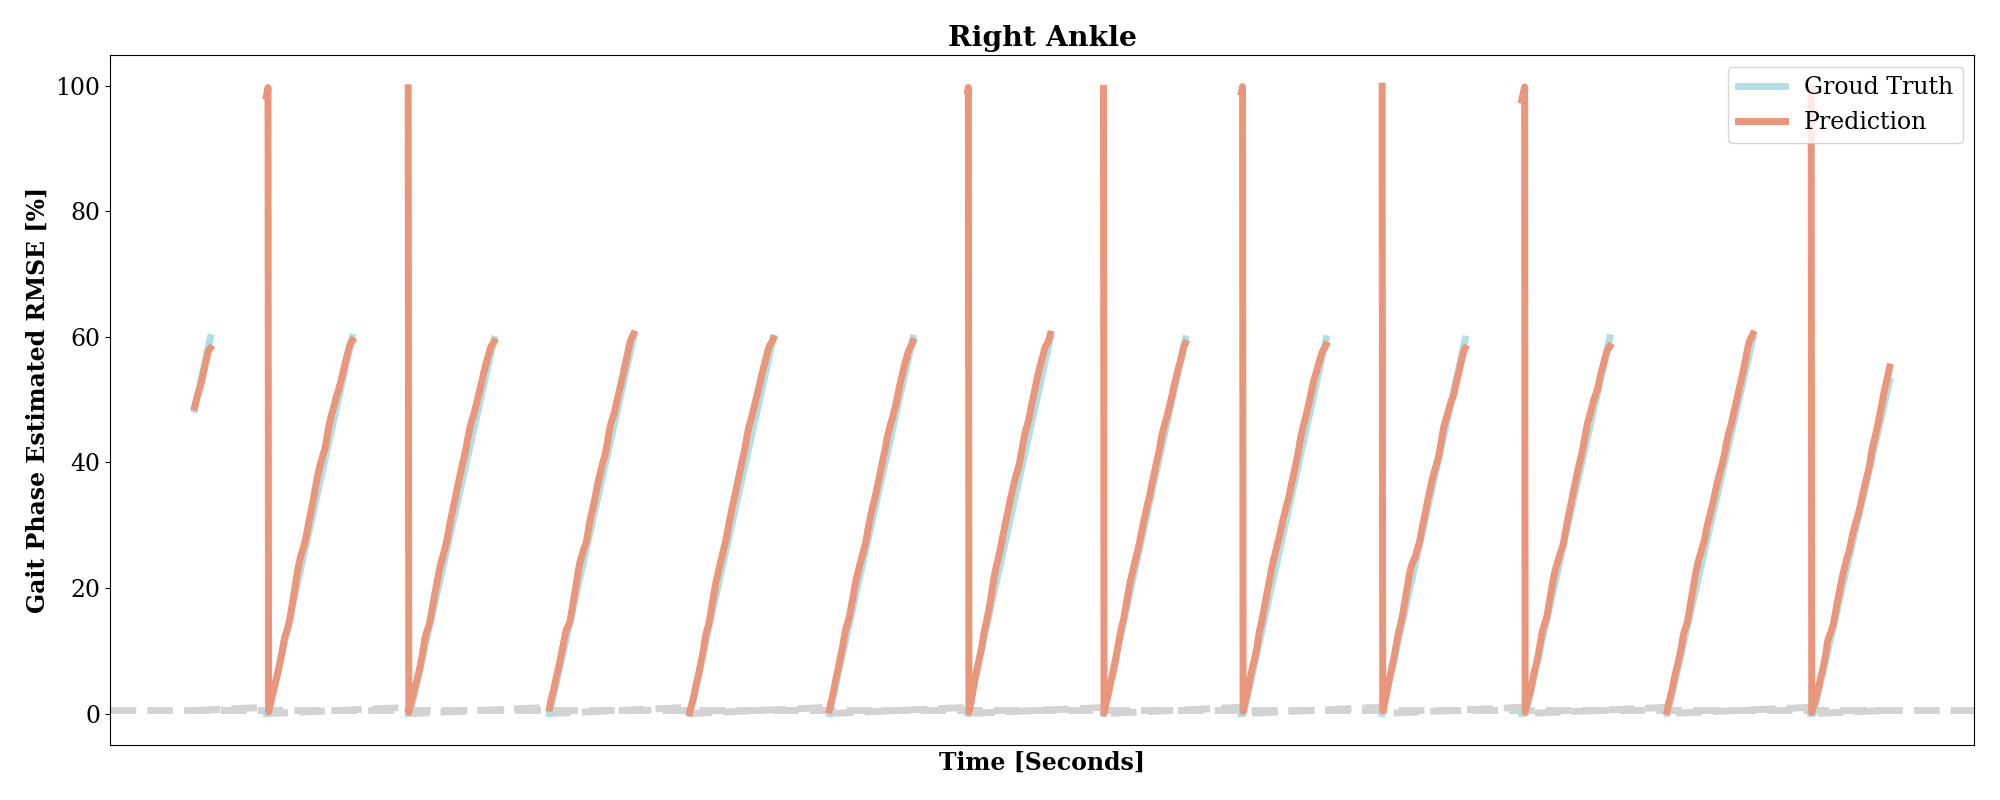 Right Ankle
Gait Phase Estimated RMSE [%]
100
80
60
40
20
0
Groud Truth
Prediction
Time [Seconds]